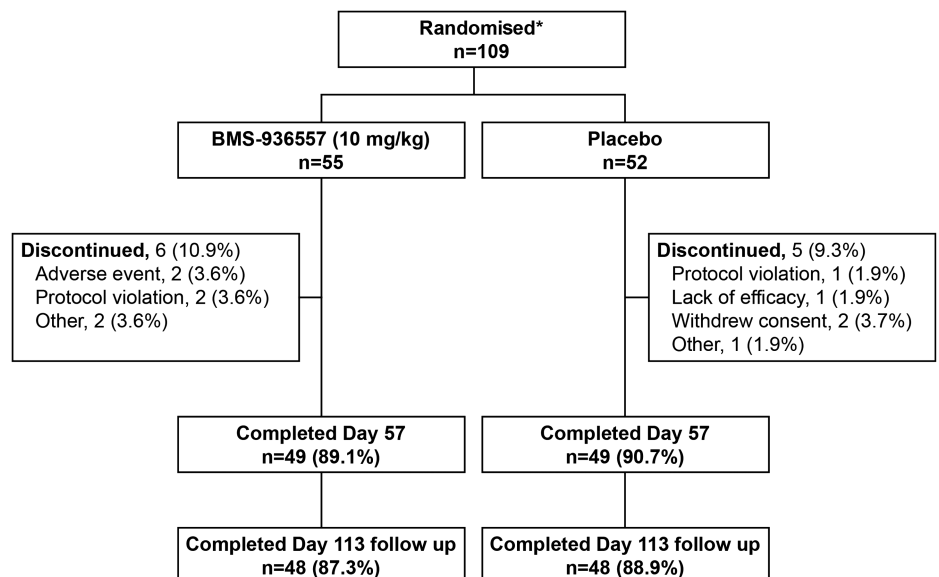 Randomised*
n=109
BMS-936557 (10 mg/kg)
n=55
Placebo
n=52
Discontinued, 6 (10.9%)
Adverse event, 2 (3.6%)
Protocol violation, 2 (3.6%)
Other, 2 (3.6%)
Discontinued, 5 (9.3%)
Protocol violation, 1 (1.9%)
Lack of efficacy, 1 (1.9%)
Withdrew consent, 2 (3.7%)
Other, 1 (1.9%)
Completed Day 57
n=49 (89.1%)
Completed Day 57
n=49 (90.7%)
Completed Day 113 follow up
n=48 (87.3%)
Completed Day 113 follow up
n=48 (88.9%)